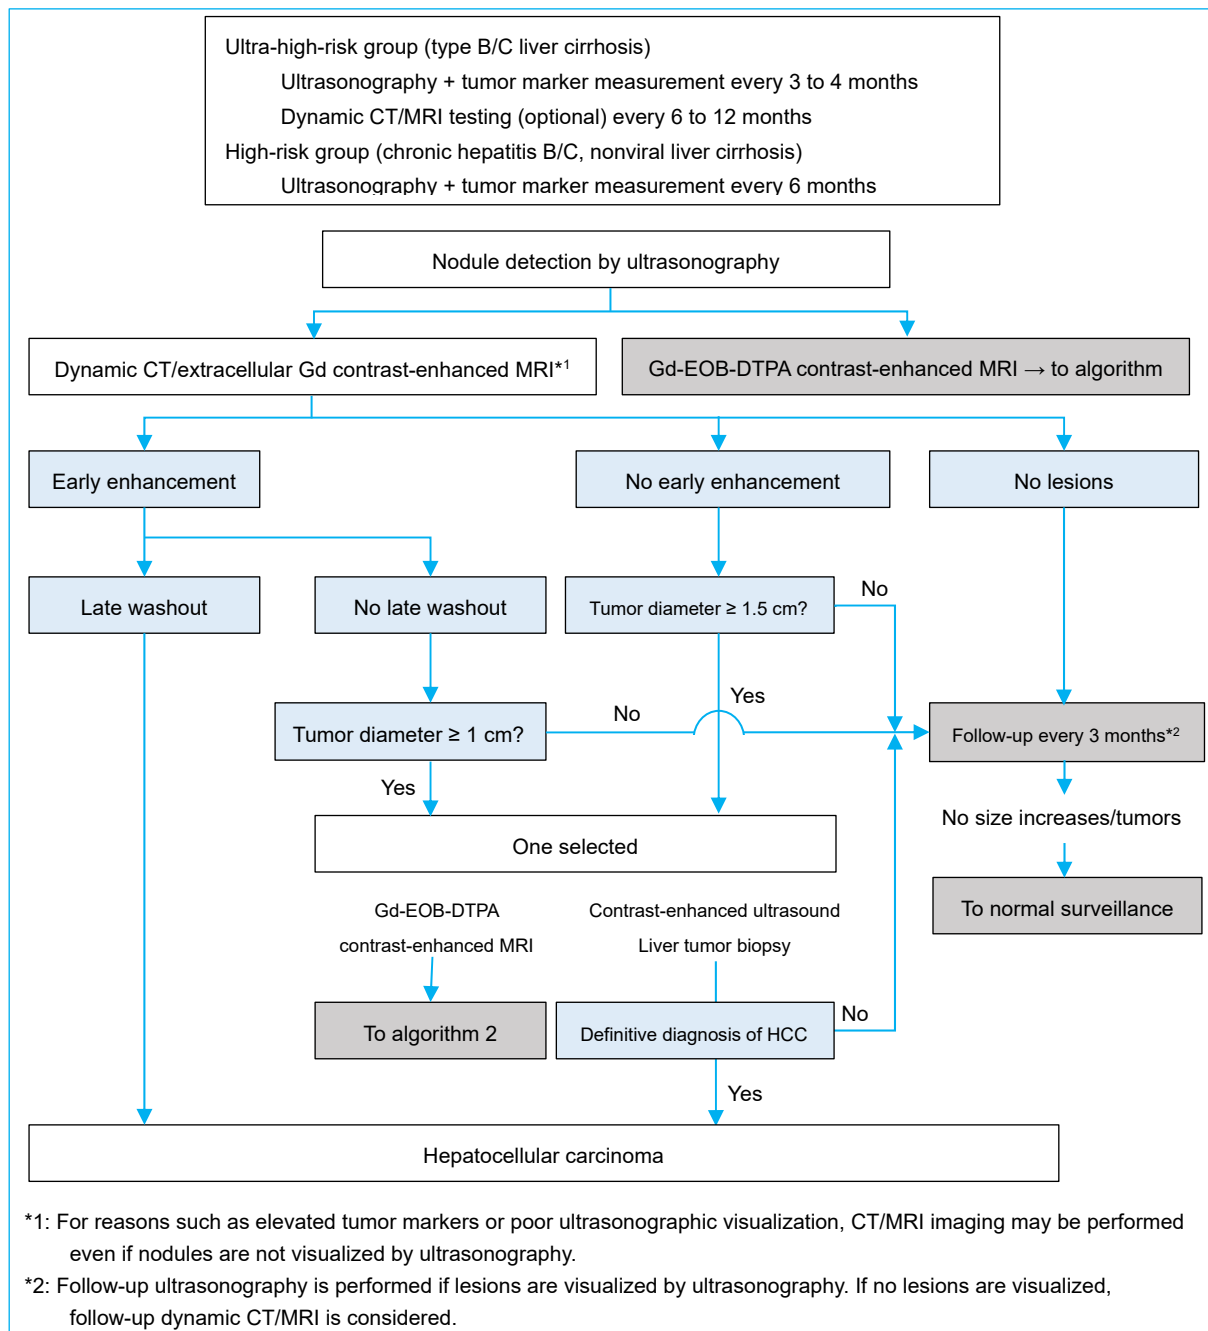 Ultra-high-risk group (type B/C liver cirrhosis)
Ultrasonography + tumor marker measurement every 3 to 4 months
Dynamic CT/MRI testing (optional) every 6 to 12 months
High-risk group (chronic hepatitis B/C, nonviral liver cirrhosis)
Ultrasonography + tumor marker measurement every 6 months
Nodule detection by ultrasonography
Dynamic CT/extracellular Gd contrast-enhanced MRI*1
Gd-EOB-DTPA contrast-enhanced MRI → to algorithm
Early enhancement
No early enhancement
No lesions
Late washout
No late washout
Tumor diameter ≥ 1.5 cm?
No
Yes
Tumor diameter ≥ 1 cm?
No
Follow-up every 3 months*2
Yes
No size increases/tumors
One selected
To normal surveillance
Gd-EOB-DTPA
contrast-enhanced MRI
Contrast-enhanced ultrasound
Liver tumor biopsy
To algorithm 2
Definitive diagnosis of HCC
No
Yes
Hepatocellular carcinoma
*1: For reasons such as elevated tumor markers or poor ultrasonographic visualization, CT/MRI imaging may be performed
even if nodules are not visualized by ultrasonography.
*2: Follow-up ultrasonography is performed if lesions are visualized by ultrasonography. If no lesions are visualized,
follow-up dynamic CT/MRI is considered.